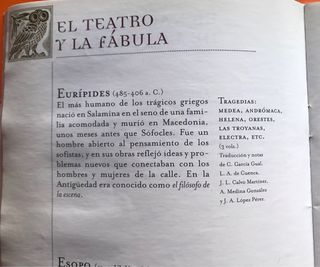 EL TEATRO
Y LA FÁBULA
EURÍPIDES (485-406 a. C.)
El más humano de los trágicos griegos
nació en Salamina en el seno de una fami-
lia acomodada y murió en Macedonia,
unos meses antes que Sófocles. Fue un
hombre abierto al pensamiento de los
sofistas; y en sus obras reflejó ideas y pro-
blemas nuevos que conectaban con los
hombres y mujeres de la calle. En la
Antigüedad era conocido como el filósofo de
la escena.
TRAGEDIAS:
MEDEA, ANDRÓMACA,
HELENA, ORESTES,
LAS TROYANAS,
ELECTRA, ETC.
(3 vols.)
Traducción y notas
de C. García Gual,
L. A. de Cuenca,
J. L. Calvo Martínez,
A. Medina González
y J. A. López Férez.
ESOPO